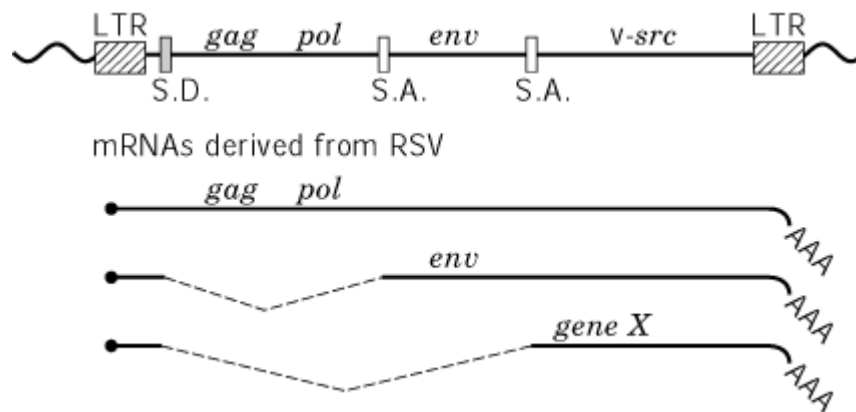 LTR gag pol env v-src LTR
S.D. S.A. S.A.
mRNAs derived from RSV
gag pol
AAA
env
AAA
gene X
AAA